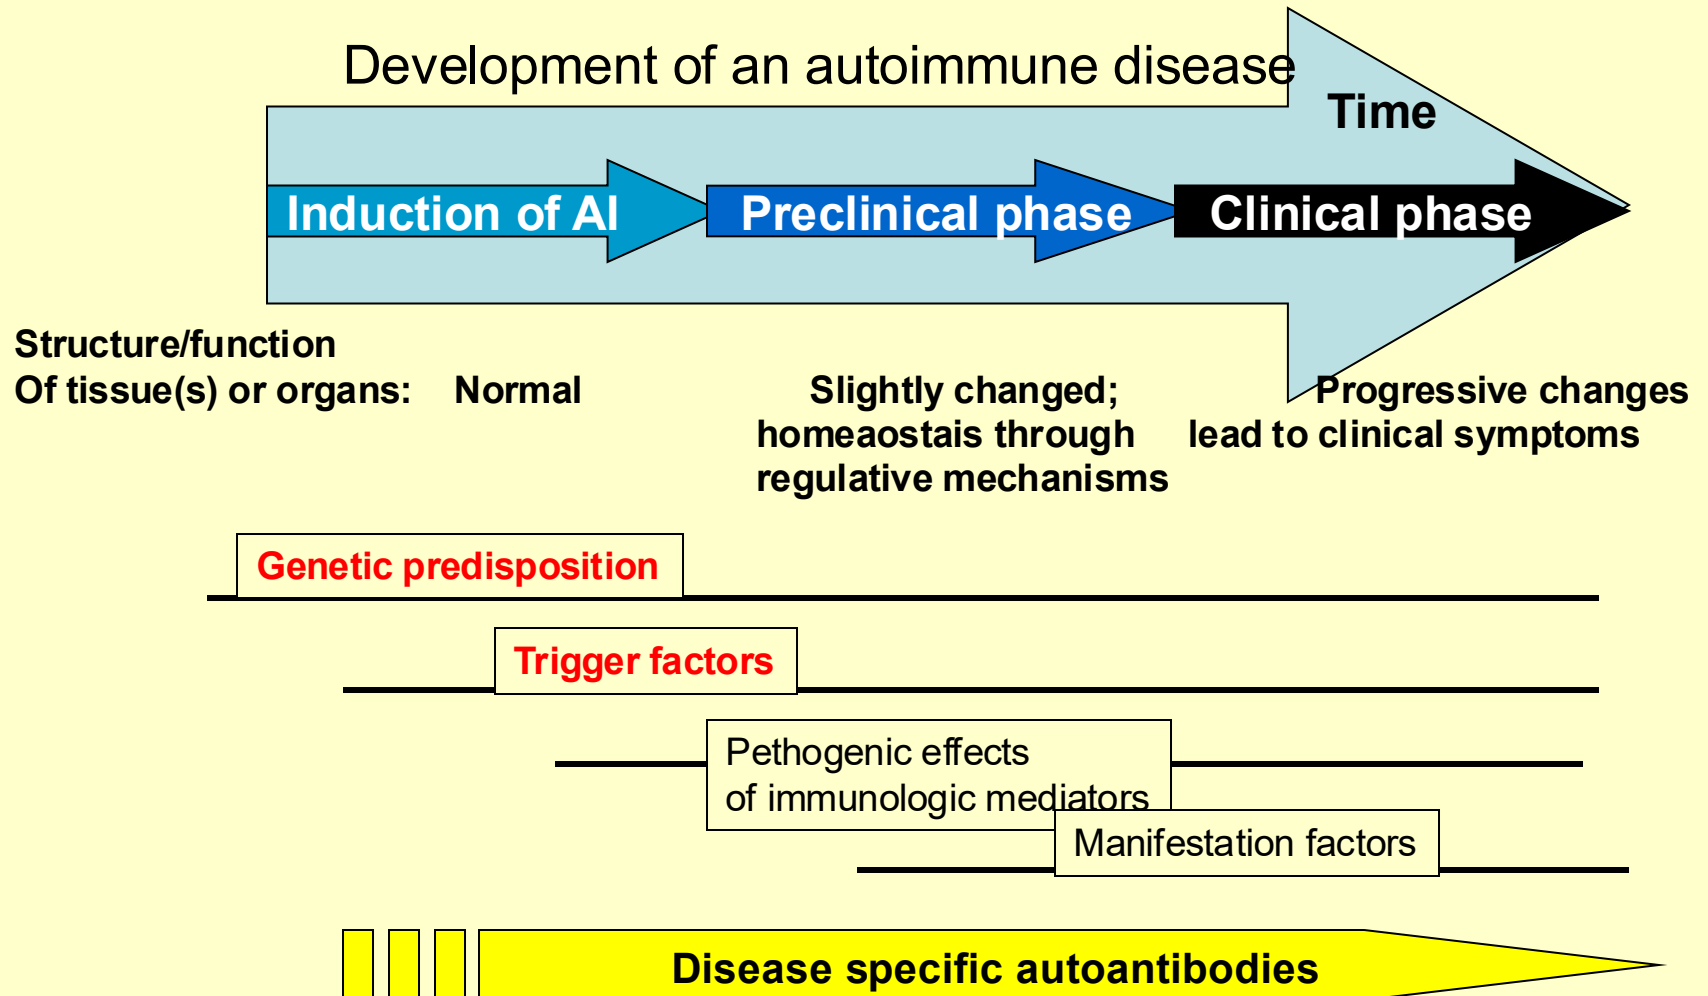 Development of an autoimmune disease
Time
Induction of AI
Preclinical phase
Clinical phase
Structure/function
Of tissue(s) or organs: Normal
Slightly changed;
homeaostais through
regulative mechanisms
Progressive changes
lead to clinical symptoms
Genetic predisposition
Trigger factors
Pethogenic effects
of immunologic mediators
Manifestation factors
Disease specific autoantibodies